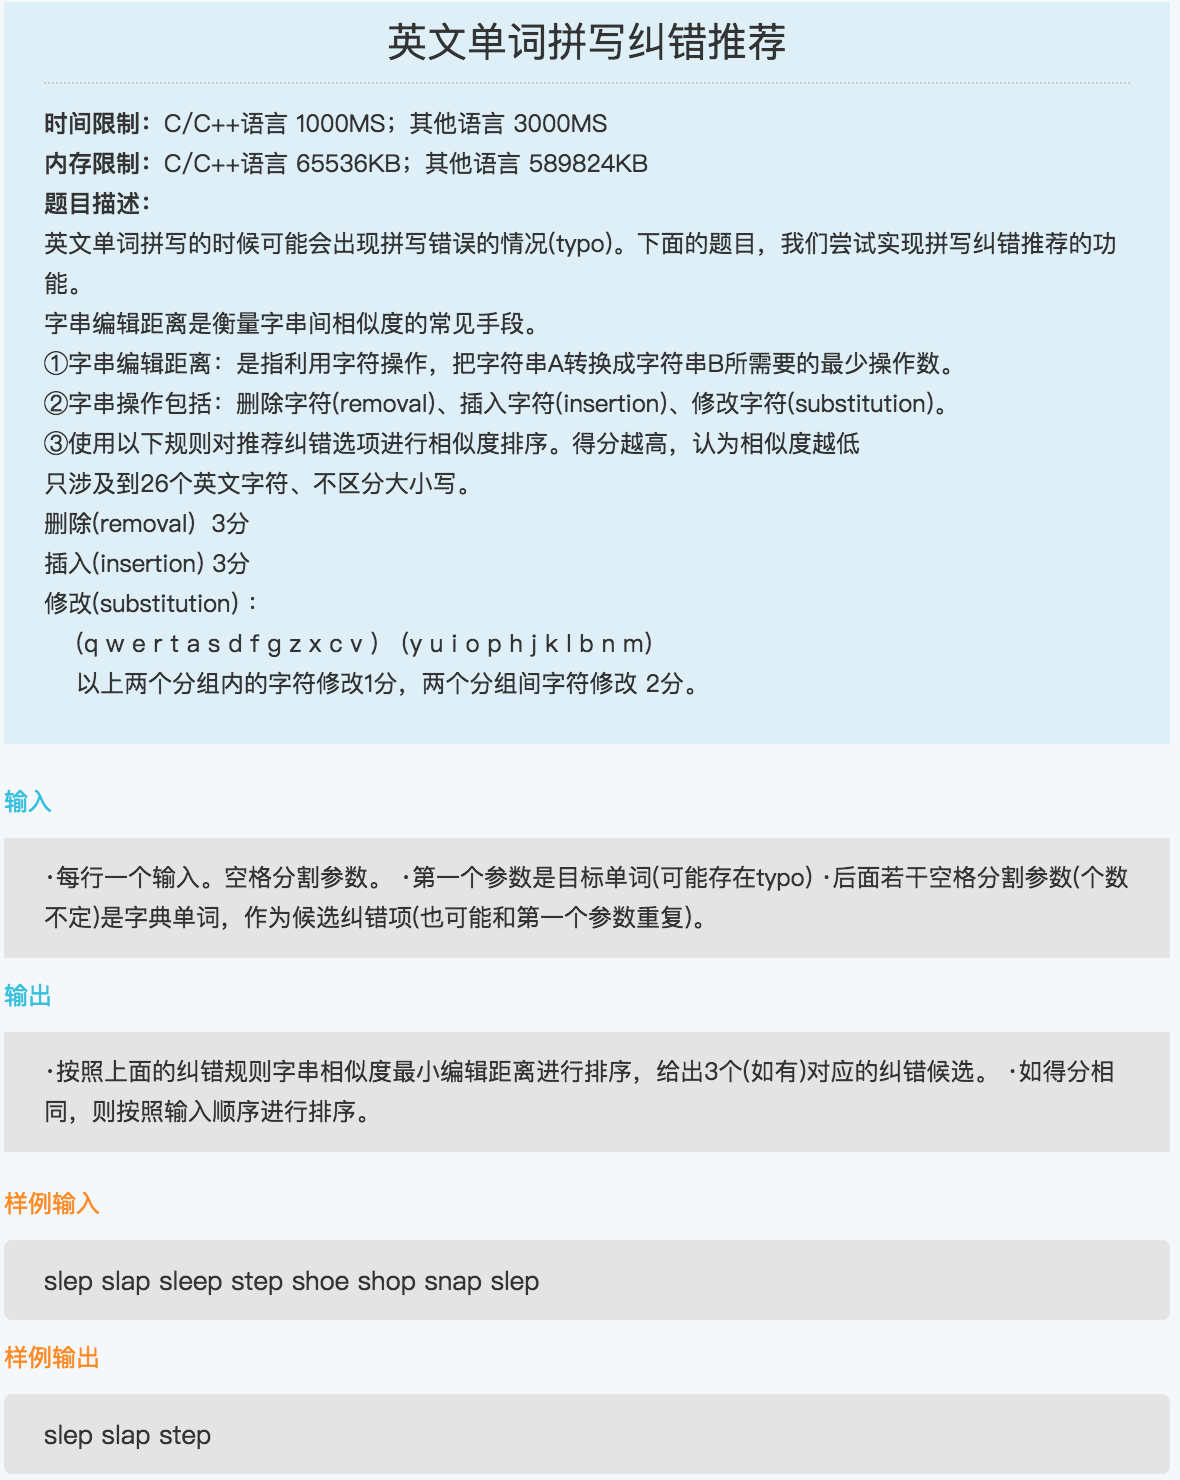 英文单词拼写纠错推荐
时间限制：C/C++语言 1000MS；其他语言 3000MS
内存限制：C/C++语言 65536KB；其他语言 589824KB
题目描述：
英文单词拼写的时候可能会出现拼写错误的情况(typo)。下面的题目，我们尝试实现拼写纠错推荐的功
能。
字串编辑距离是衡量字串间相似度的常见手段。
①字串编辑距离：是指利用字符操作，把字符串A转换成字符串B所需要的最少操作数。
②字串操作包括：删除字符(removal)、插入字符(insertion)、修改字符(substitution)。
③使用以下规则对推荐纠错选项进行相似度排序。得分越高，认为相似度越低
只涉及到26个英文字符、不区分大小写。
删除(removal) 3分
插入(insertion) 3分
修改(substitution)：
(q w e r t a s d f g z x c v ) (y u i o p h j k l b n m)
以上两个分组内的字符修改1分，两个分组间字符修改 2分。
输入
·每行一个输入。空格分割参数。 ·第一个参数是目标单词(可能存在typo) ·后面若干空格分割参数(个数
不定)是字典单词，作为候选纠错项(也可能和第一个参数重复)。
输出
·按照上面的纠错规则字串相似度最小编辑距离进行排序，给出3个(如有)对应的纠错候选。 ·如得分相
同，则按照输入顺序进行排序。
样例输入
slep slap sleep step shoe shop snap slep
样例输出
slep slap step